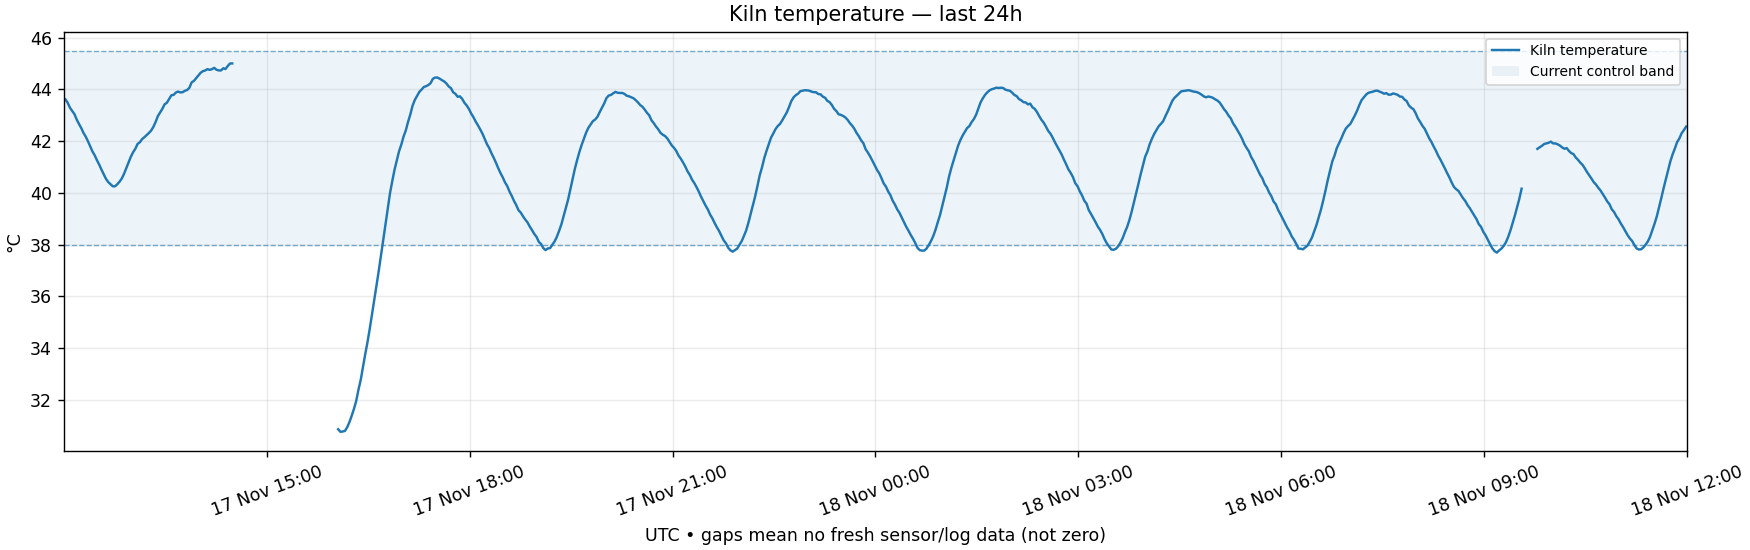 Kiln temperature — last 24h
Kiln temperature
Current control band
°C
46
44
42
40
38
36
34
32
17 Nov 15:00
17 Nov 18:00
17 Nov 21:00
18 Nov 00:00
18 Nov 03:00
18 Nov 06:00
18 Nov 09:00
18 Nov 12:00
UTC • gaps mean no fresh sensor/log data (not zero)